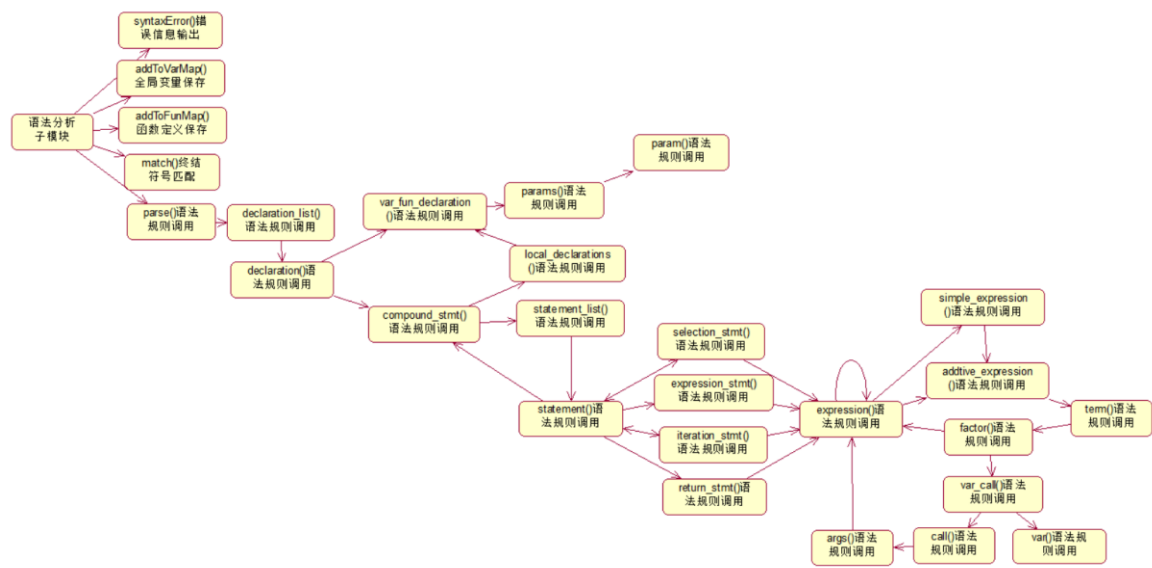 syntaxError()错
误信息输出
addToVarMap()
全局变量保存
语法分析
子模块
addToFunMap()
函数定义保存
match()终结
符号匹配
parse()语法
规则调用
declaration_list()
语法规则调用
declaration()语
法规则调用
var_fun_declaration
()语法规则调用
params()语法
规则调用
param()语法
规则调用
local_declarations
()语法规则调用
compound_stmt()
语法规则调用
statement_list()
语法规则调用
statement()语
法规则调用
selection_stmt()
语法规则调用
expression_stmt()
语法规则调用
iteration_stmt()
语法规则调用
return_stmt()语
法规则调用
expression()语
法规则调用
simple_expression
()语法规则调用
addtive_expression
()语法规则调用
term()语法
规则调用
factor()语法
规则调用
var_call()语法
规则调用
args()语法
规则调用
call()语法
规则调用
var()语法规
则调用